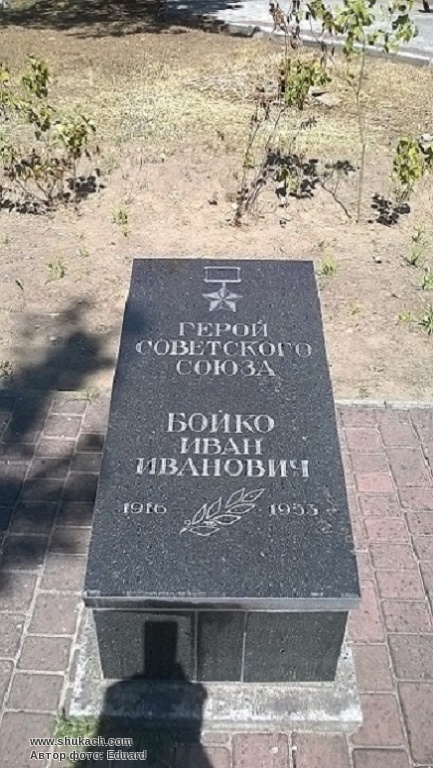 ГЕРОЙ
СОВЕТСКОГО
СОЮЗА
БОЙКО
ИВАН
ИВАНОВИЧ
1916 1953
www.shukach.com
Автор фото: Eduard